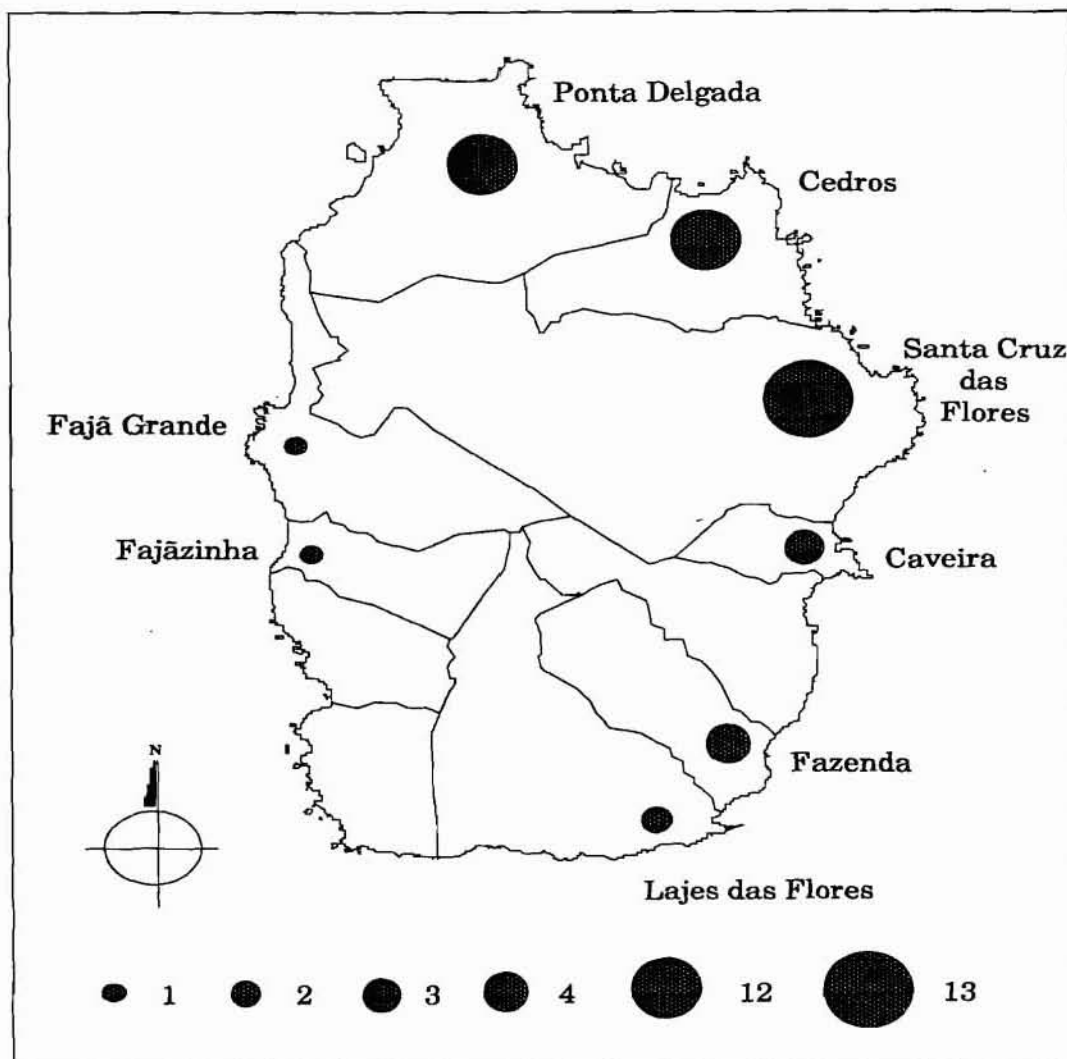 Ponta Delgada
Cedros
Santa Cruz
das
Flores
Fajã Grande
Fajãzinha
Caveira
Fazenda
N
Lajes das Flores
1 2 3 4 12 13